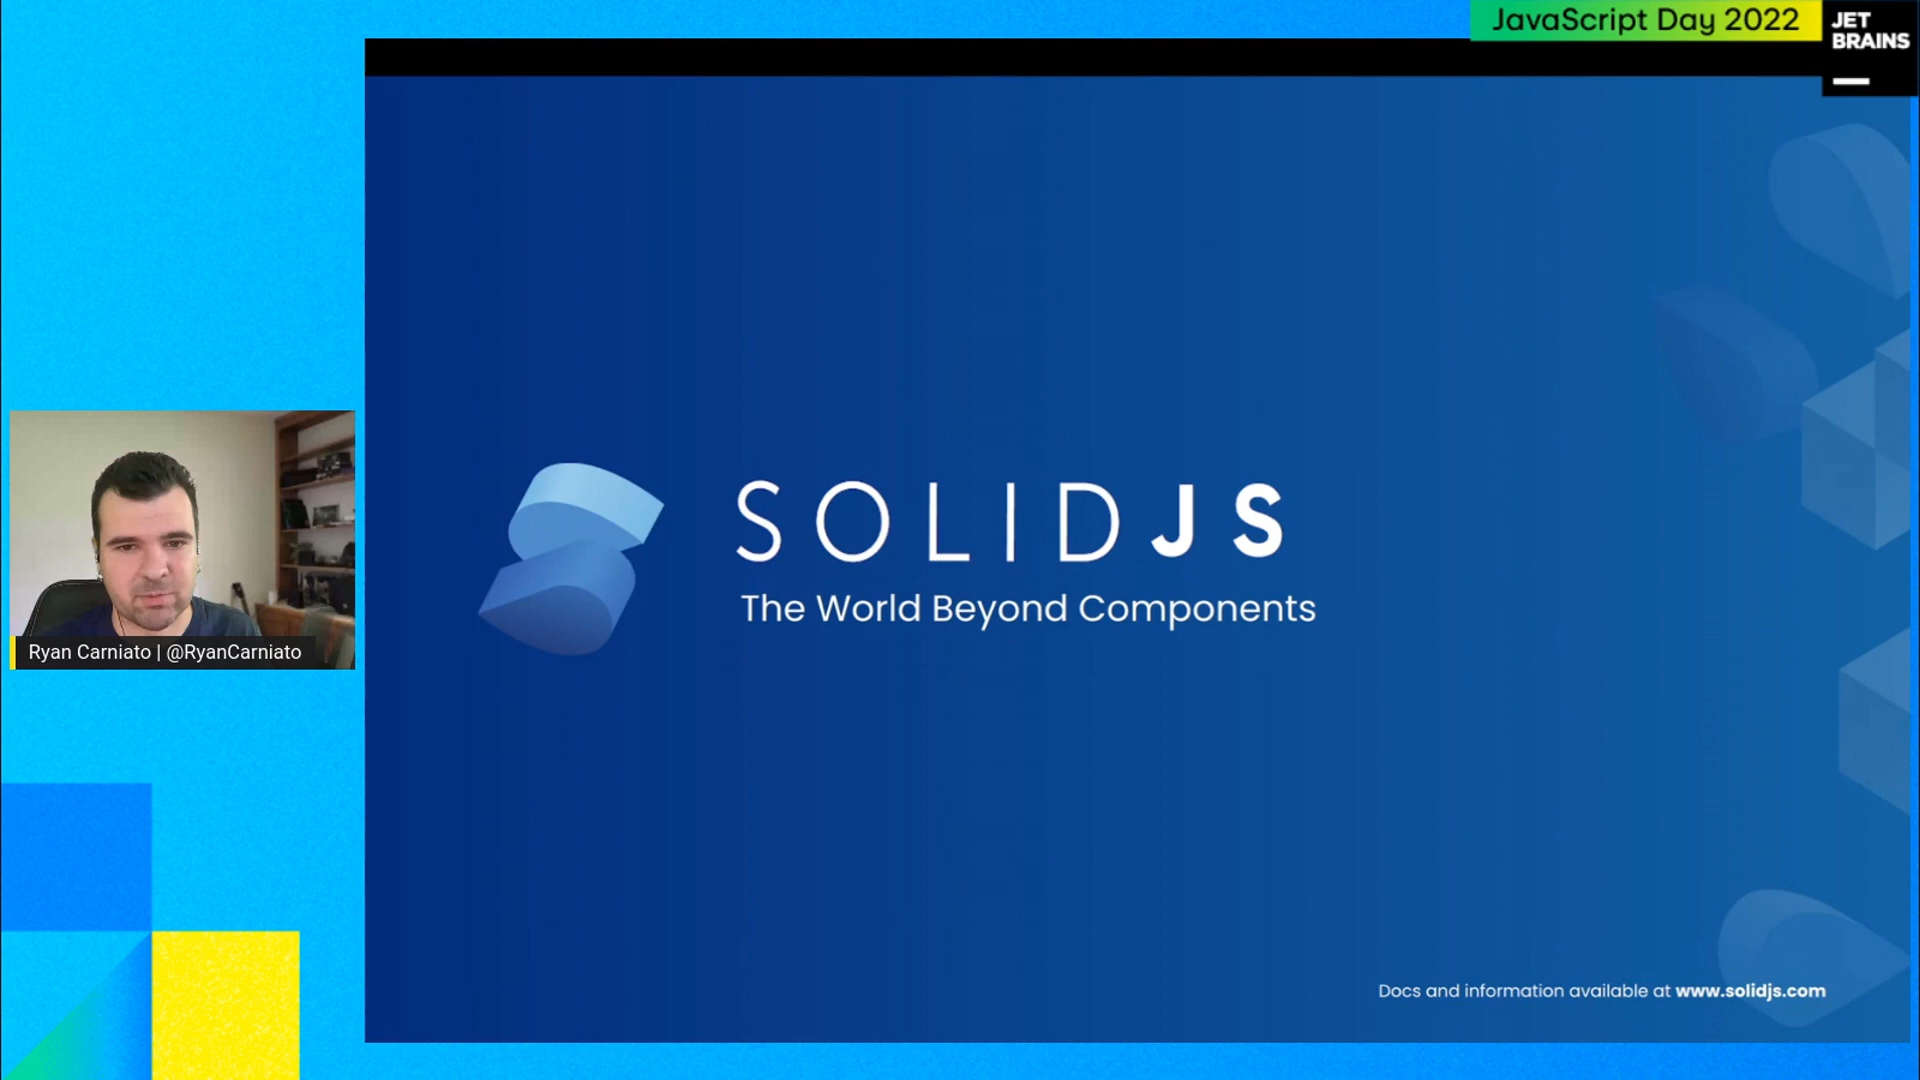 JavaScript Day 2022
JET
BRAINS
SOLIDJS
The World Beyond Components
Ryan Carniato | @RyanCarniato
Docs and information available at www.solidjs.com